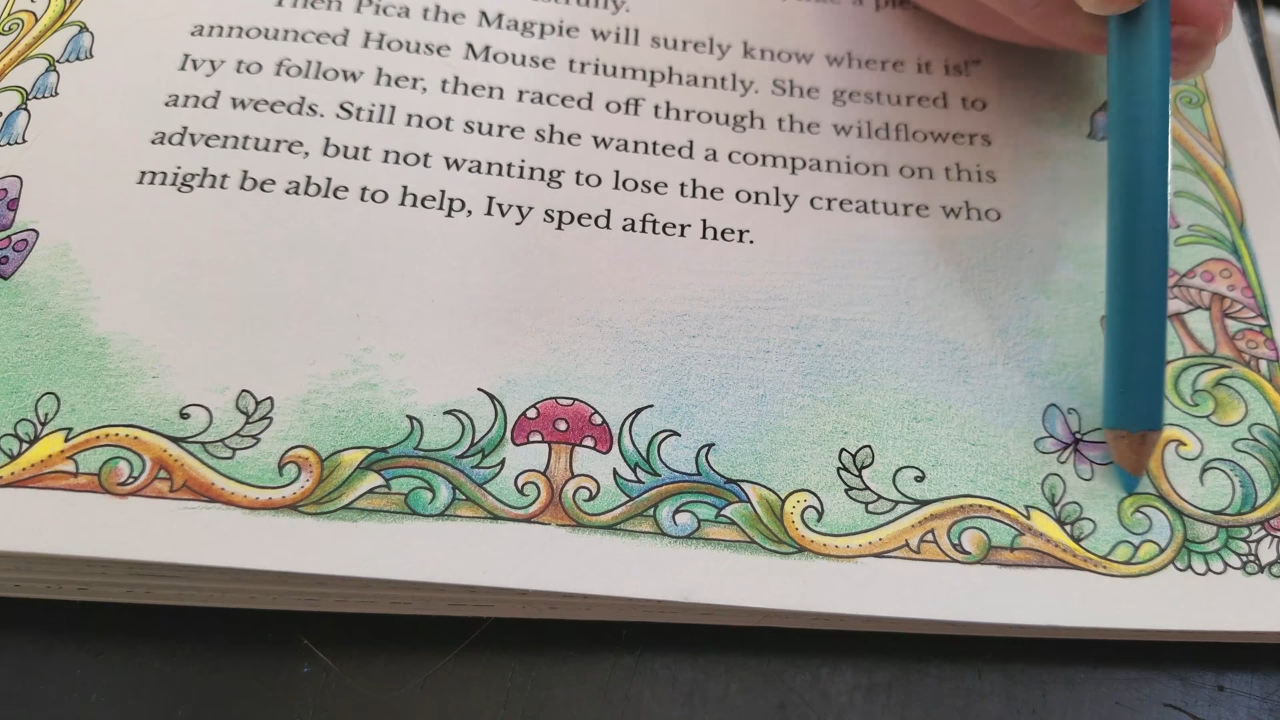 Then Pica the Magpie will surely know where it is!"
announced House Mouse triumphantly. She gestured to
Ivy to follow her, then raced off through the wildflowers
and weeds. Still not sure she wanted a companion on this
adventure, but not wanting to lose the only creature who
might be able to help, Ivy sped after her.